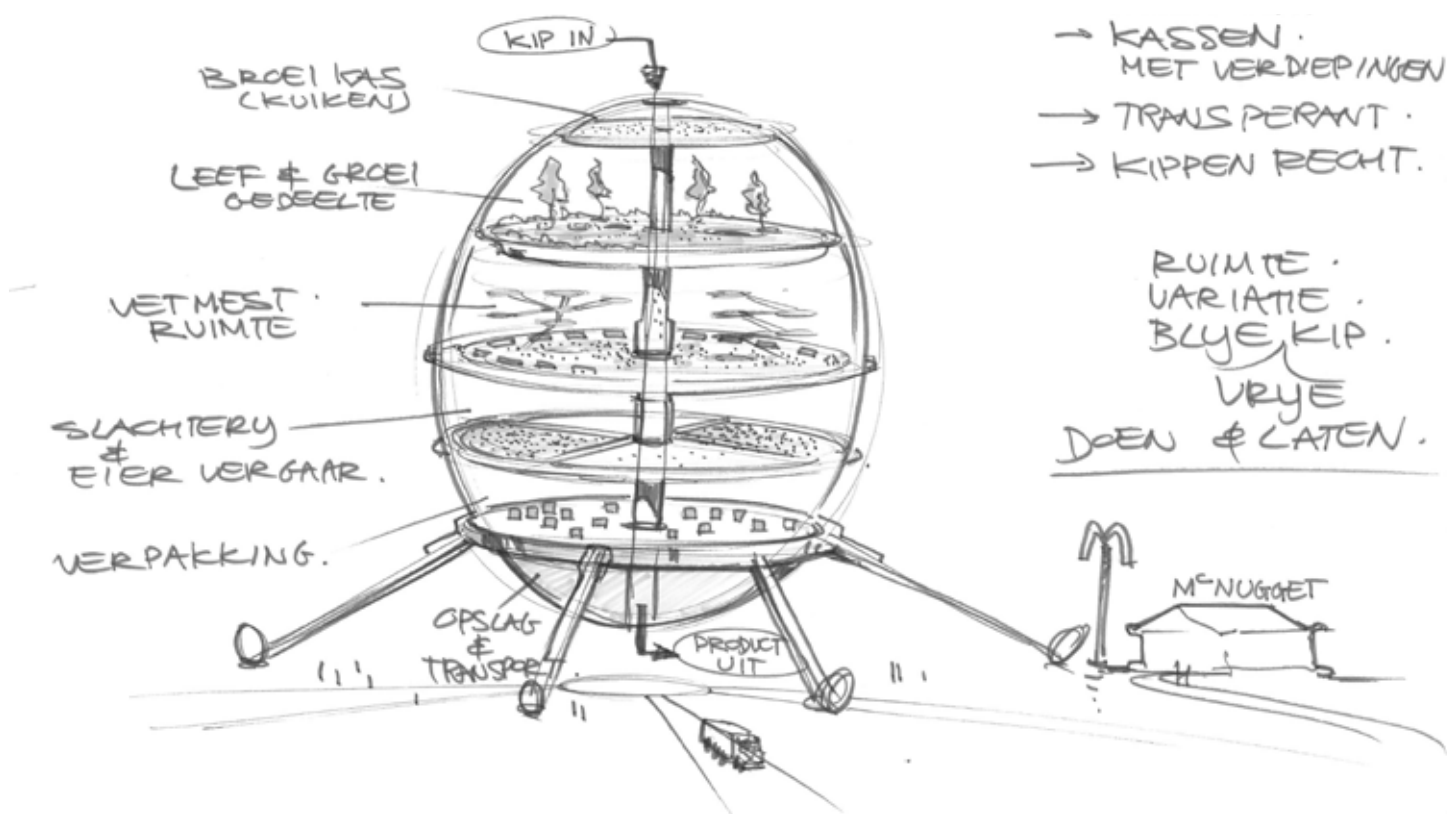 KIP IN
BROEI KAS
(KUIKEN)
LEEF & GROEI
GEDEELTE
VETMEST
RUIMTE
SLACHTERY
&
EIER VERGAAR.
VERPAKKING.
OPSLAG
&
TRANSPORT
PRODUCT
UIT
→ KASSEN.
MET VERDIEPINGEN
→ TRANSPERANT.
→ KIPPEN RECHT.
RUIMTE.
VARIATIE.
BLYE KIP.
VRYE
DOEN & LATEN.
McNUGGET